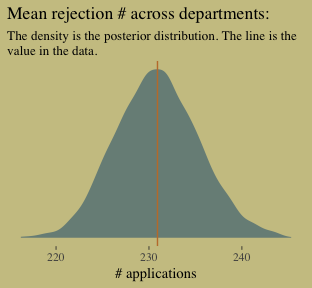 Mean rejection # across departments:
The density is the posterior distribution. The line is the
value in the data.
220 230 240
# applications